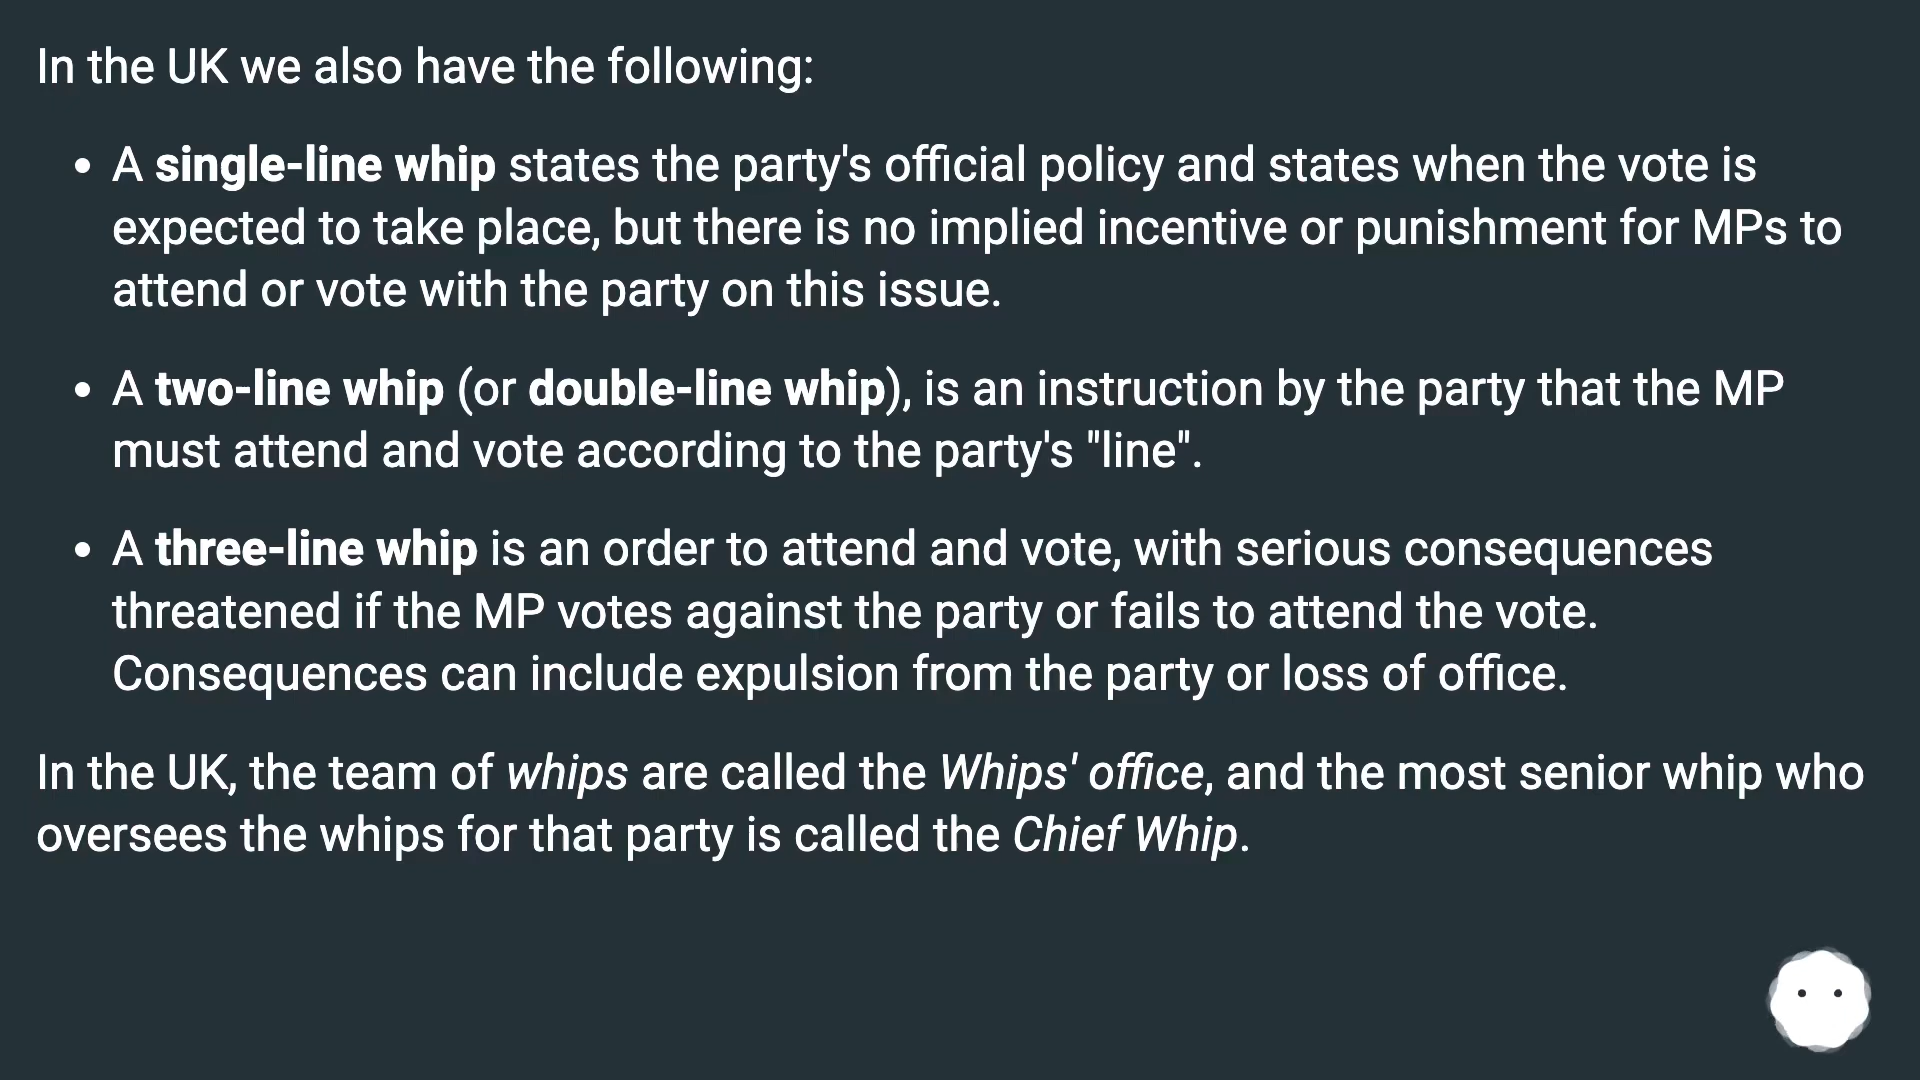 In the UK we also have the following:
• A single-line whip states the party's official policy and states when the vote is
expected to take place, but there is no implied incentive or punishment for MPs to
attend or vote with the party on this issue.
• A two-line whip (or double-line whip), is an instruction by the party that the MP
must attend and vote according to the party's "line".
• A three-line whip is an order to attend and vote, with serious consequences
threatened if the MP votes against the party or fails to attend the vote.
Consequences can include expulsion from the party or loss of office.
In the UK, the team of whips are called the Whips' office, and the most senior whip who
oversees the whips for that party is called the Chief Whip.